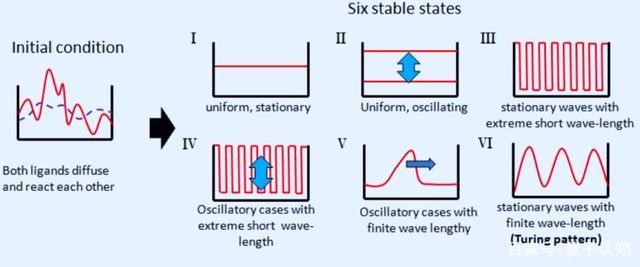 Six stable states
Initial condition
Both ligands diffuse
and react each other
I
uniform, stationary
II
Uniform, oscillating
III
stationary waves with
extreme short wave-length
IV
Oscillatory cases with
extreme short wave-
length
V
Oscillatory cases with
finite wave lengthy
VI
stationary waves with
finite wave-length
(Turing pattern)